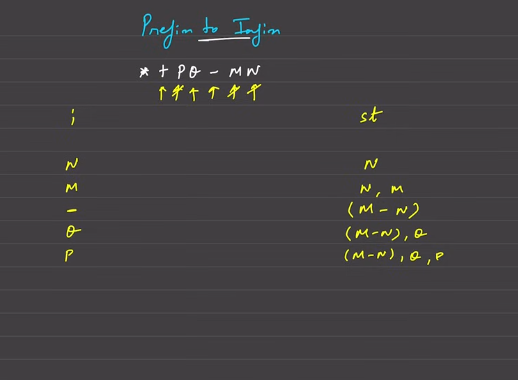 Prefix to Infix
* + P Q - M N
i st
N N
M N, M
- (M - N)
Q (M-N), Q
P (M-N), Q, P